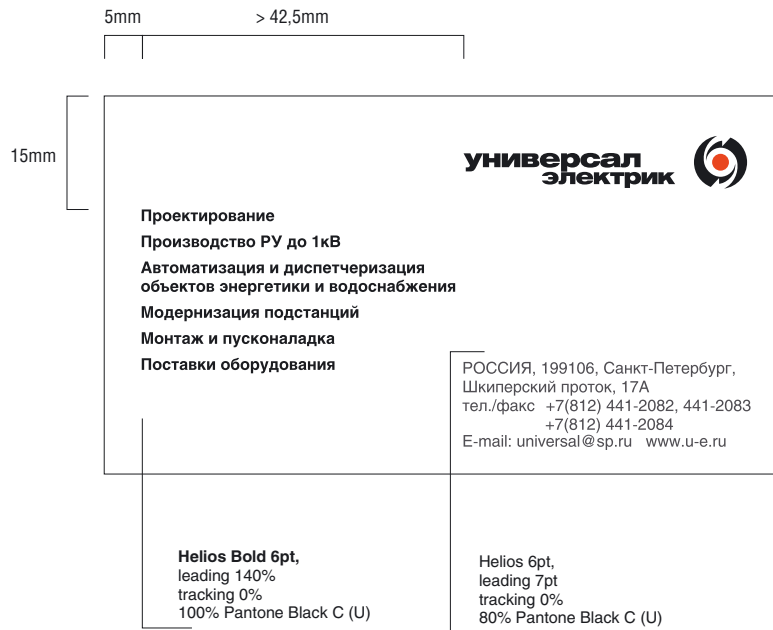 5mm
> 42,5mm
15mm
универсал
электрик
Проектирование
Производство РУ до 1кВ
Автоматизация и диспетчеризация
объектов энергетики и водоснабжения
Модернизация подстанций
Монтаж и пусконаладка
Поставки оборудования
РОССИЯ, 199106, Санкт-Петербург,
Шкиперский проток, 17А
тел./факс +7(812) 441-2082, 441-2083
+7(812) 441-2084
E-mail: universal@sp.ru www.u-e.ru
Helios Bold 6pt,
leading 140%
tracking 0%
100% Pantone Black C (U)
Helios 6pt,
leading 7pt
tracking 0%
80% Pantone Black C (U)